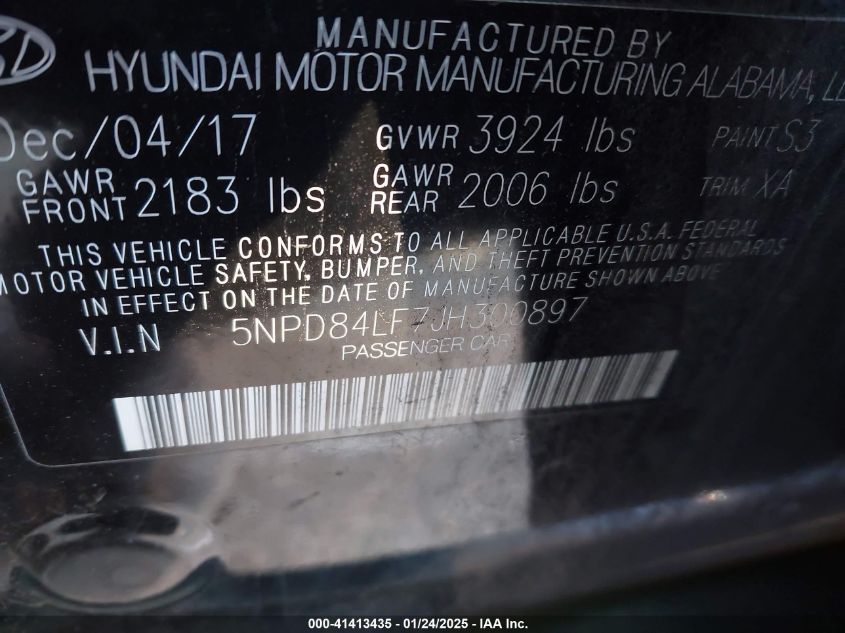 MANUFACTURED BY
HYUNDAI MOTOR MANUFACTURING ALABAMA, LL
Dec/04/17 GVWR 3924 lbs PAINT S3
GAWR FRONT 2183 lbs GAWR REAR 2006 lbs TRIM XA
THIS VEHICLE CONFORMS TO ALL APPLICABLE U.S.A. FEDERAL
MOTOR VEHICLE SAFETY, BUMPER, AND THEFT PREVENTION STANDARDS
IN EFFECT ON THE DATE OF MANUFACTURE SHOWN ABOVE
V.I.N 5NPD84LF7JH300897
PASSENGER CAR
000-41413435 - 01/24/2025 - IAA Inc.